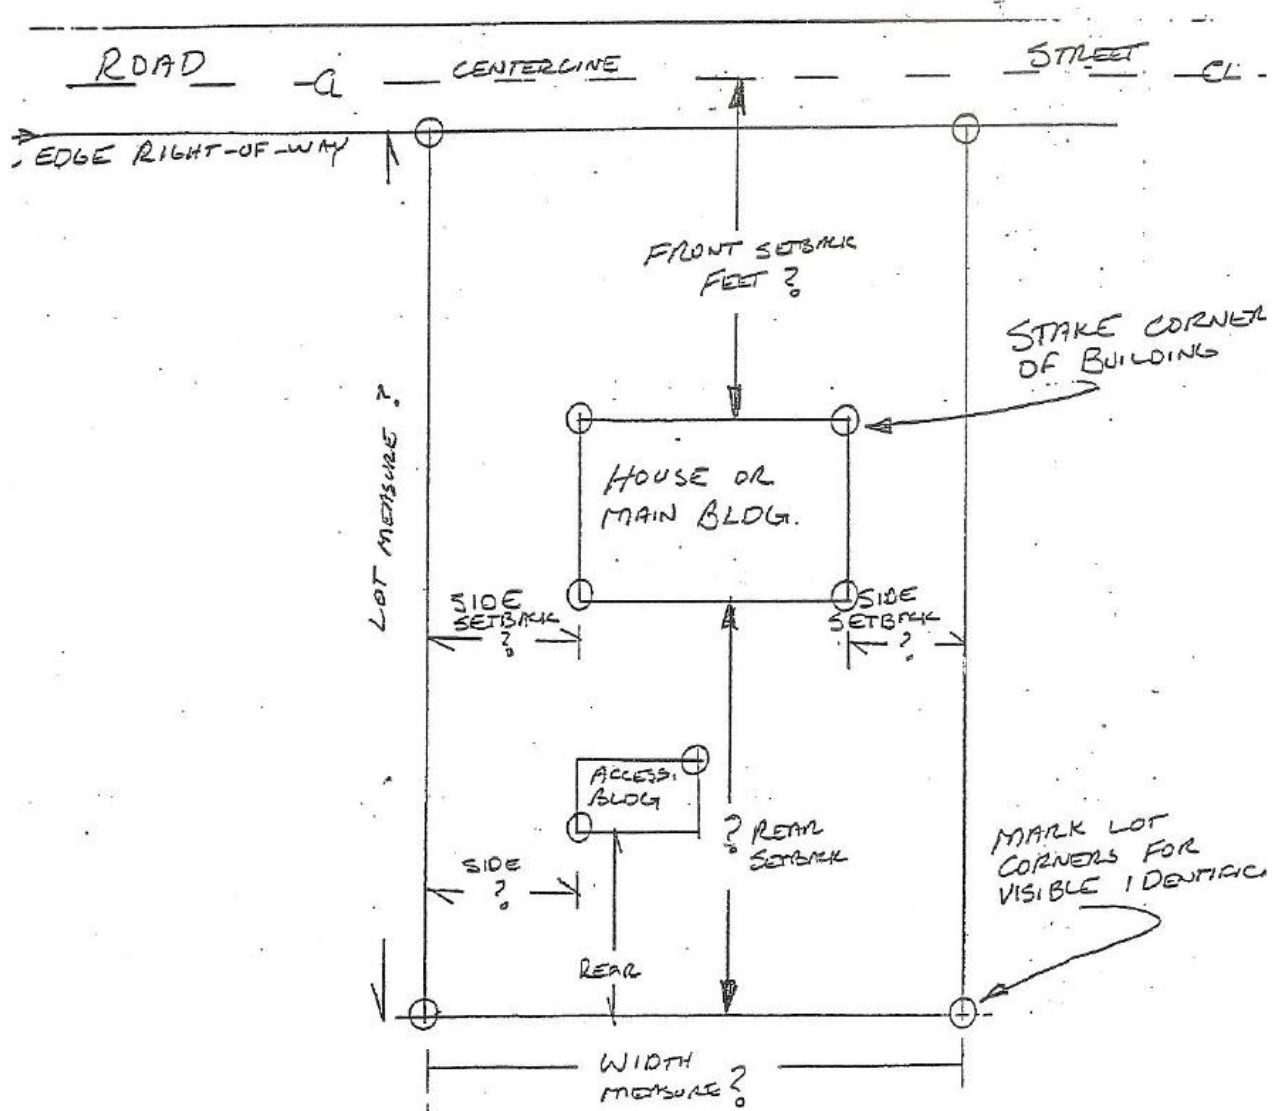 ROAD
CL
CENTERLINE
STREET
CL
EDGE RIGHT-OF-WAY
FRONT SETBACK
FEET ?
STAKE CORNER
OF BUILDING
LOT MEASURE ?
HOUSE OR
MAIN BLDG.
SIDE
SETBACK
?
SIDE
SETBACK
?
ACCESS.
BLDG
? REAR
SETBACK
SIDE
?
REAR
MARK LOT
CORNERS FOR
VISIBLE IDENTIFIC
WIDTH
MEASURE ?